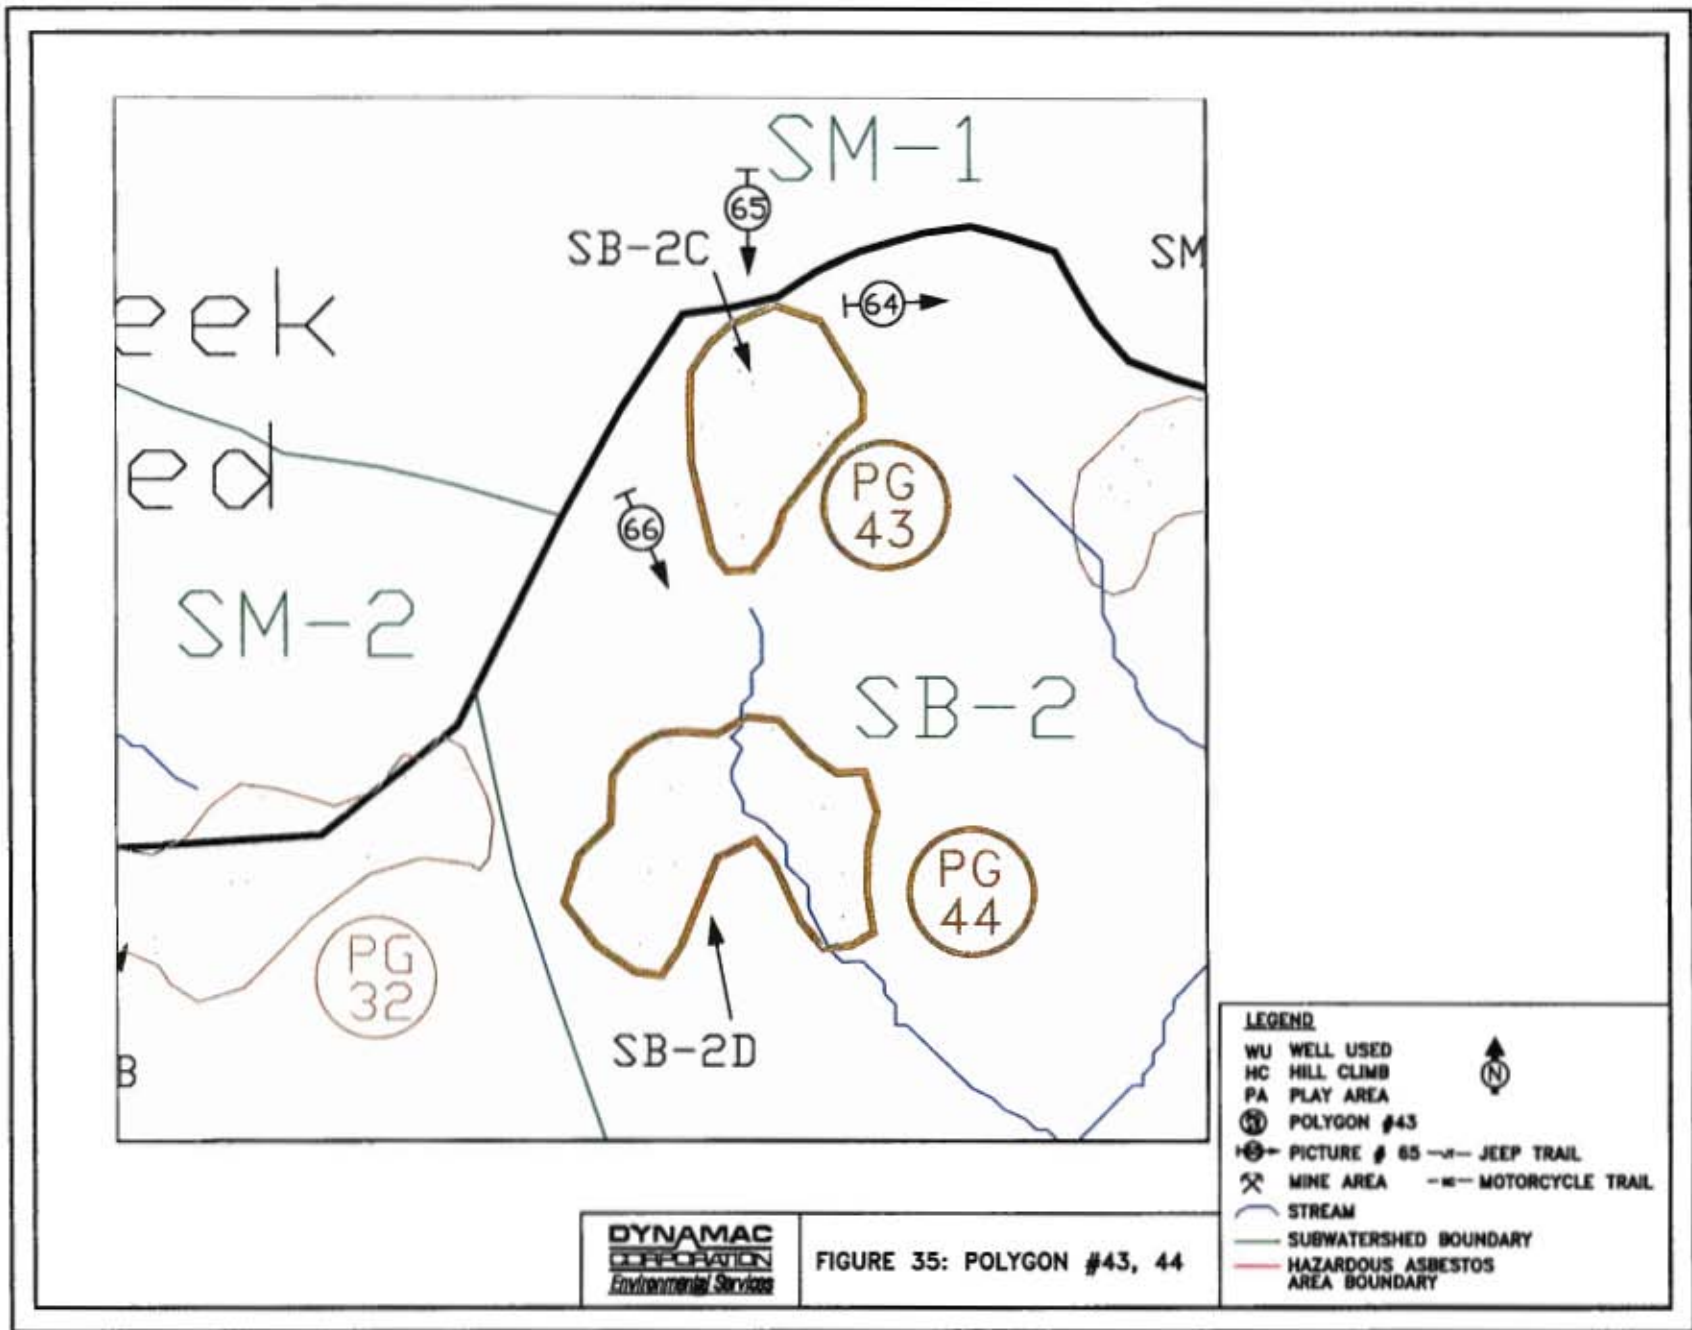 SM-1
65
SB-2C
SM
64
eek
ed
PG
43
66
SM-2
SB-2
PG
44
PG
32
SB-2D
B
LEGEND
WU WELL USED
HC HILL CLIMB
PA PLAY AREA
N
POLYGON #43
PICTURE # 65 JEEP TRAIL
MINE AREA MOTORCYCLE TRAIL
STREAM
SUBWATERSHED BOUNDARY
HAZARDOUS ASBESTOS
AREA BOUNDARY
DYNAMAC
CORPORATION
Environmental Services
FIGURE 35: POLYGON #43, 44